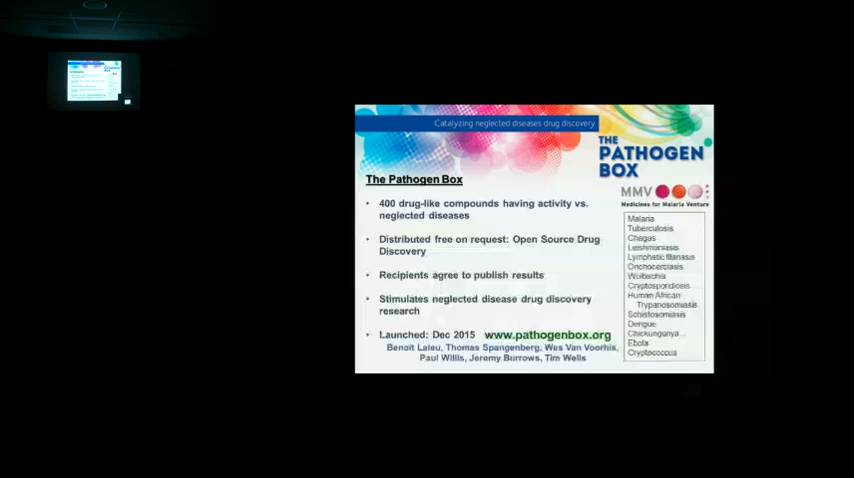 Catalyzing neglected diseases drug discovery
THE
PATHOGEN
BOX
MMV
Medicines for Malaria Venture
The Pathogen Box
• 400 drug-like compounds having activity vs.
neglected diseases
• Distributed free on request: Open Source Drug
Discovery
• Recipients agree to publish results
• Stimulates neglected disease drug discovery
research
• Launched: Dec 2015 www.pathogenbox.org
Benoit Laleu, Thomas Spangenberg, Wes Van Voorhis,
Paul Willis, Jeremy Burrows, Tim Wells
Malaria
Tuberculosis
Chagas
Leishmaniasis
Lymphatic filariasis
Onchocerciasis
Wolbachia
Cryptosporidiosis
Human African
Trypanosomiasis
Schistosomiasis
Dengue
Chickungunya
Ebola
Cryptococcus